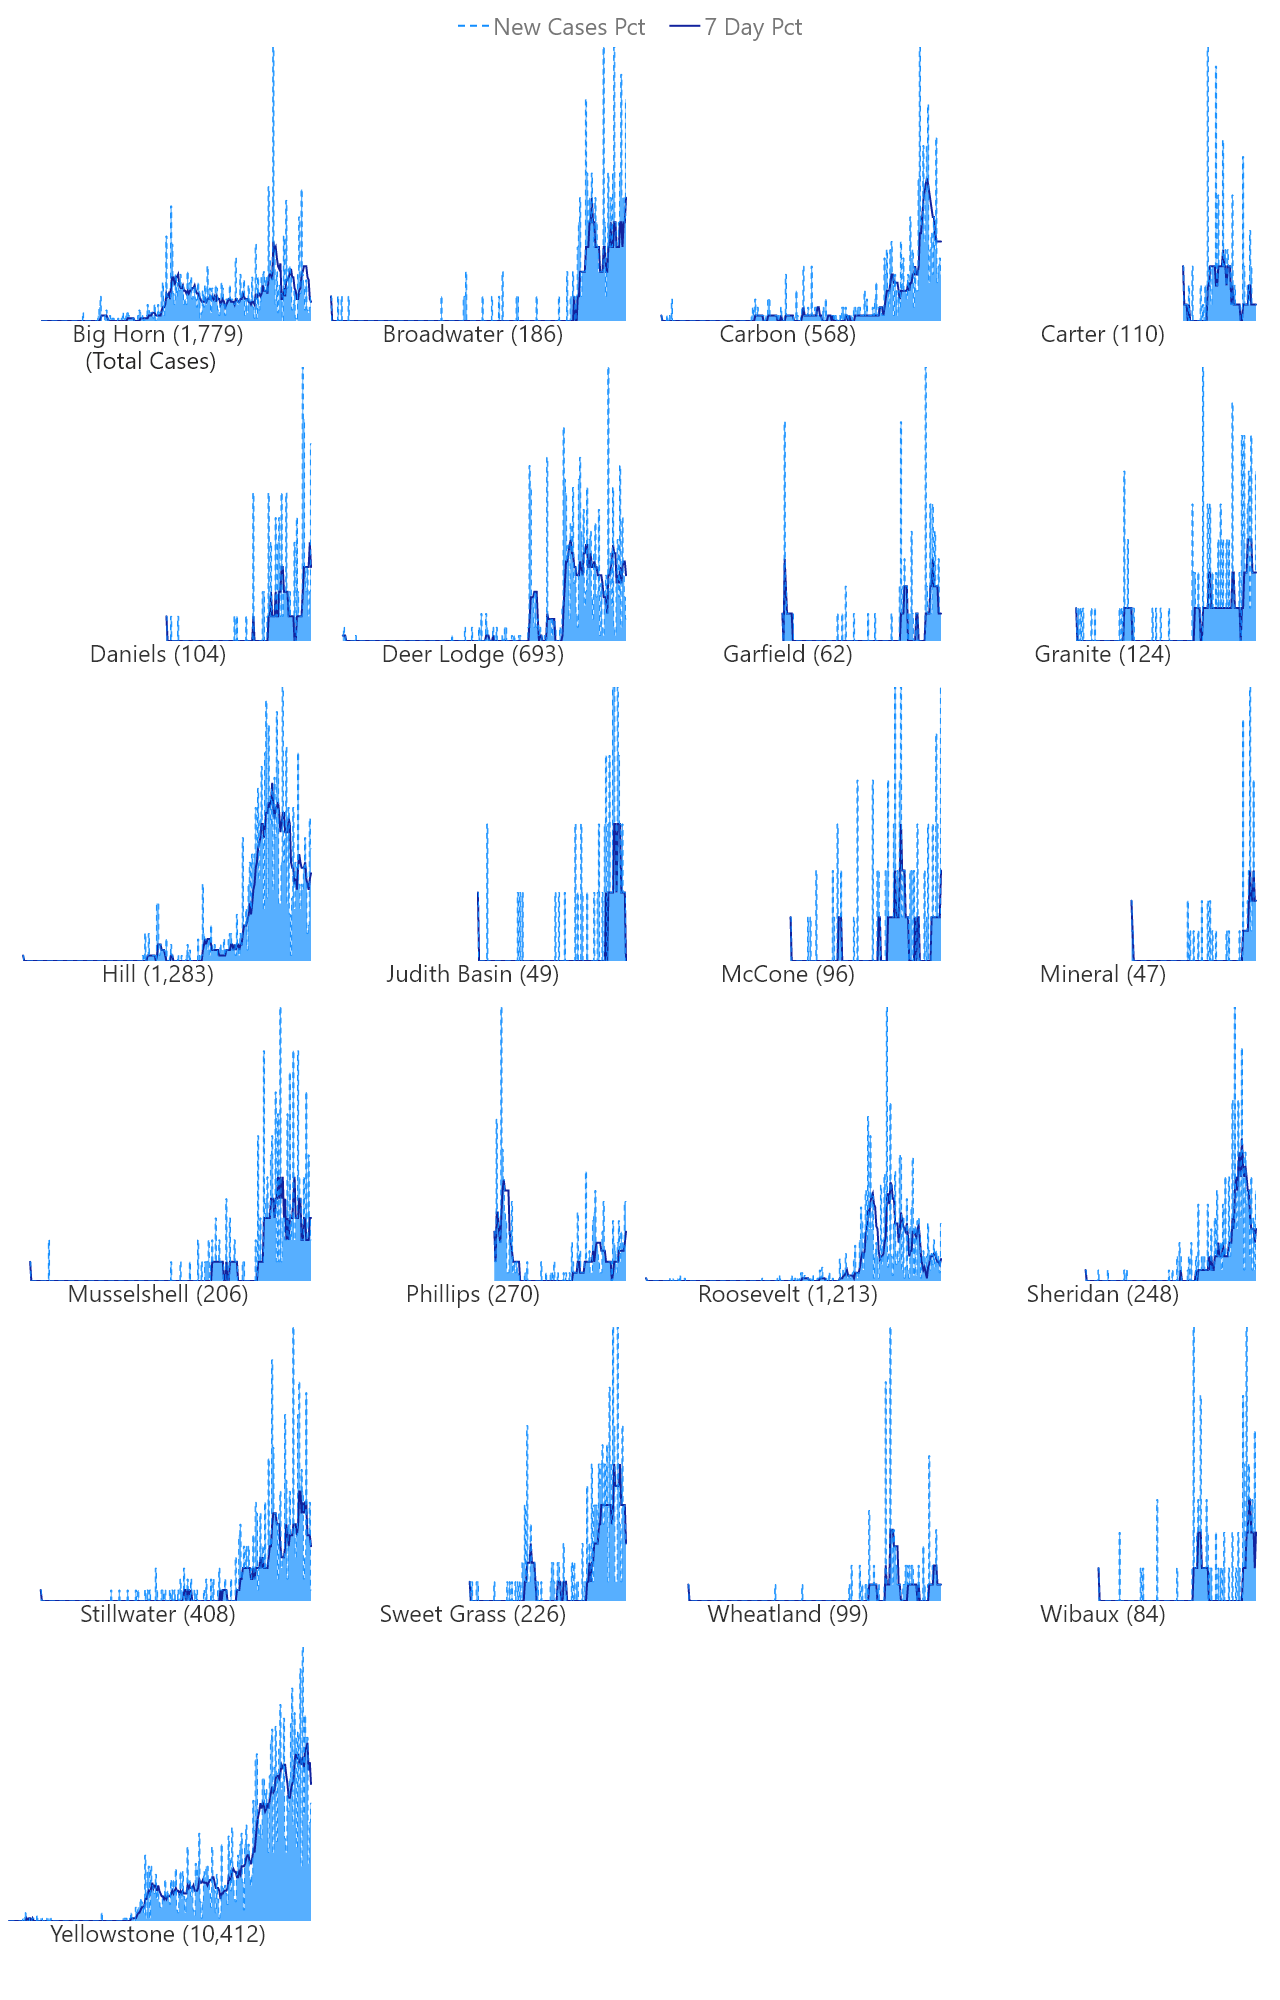 New Cases Pct 7 Day Pct
Big Horn (1,779) Broadwater (186) Carbon (568) Carter (110)
(Total Cases)
Daniels (104) Deer Lodge (693) Garfield (62) Granite (124)
Hill (1,283) Judith Basin (49) McCone (96) Mineral (47)
Musselshell (206) Phillips (270) Roosevelt (1,213) Sheridan (248)
Stillwater (408) Sweet Grass (226) Wheatland (99) Wibaux (84)
Yellowstone (10,412)